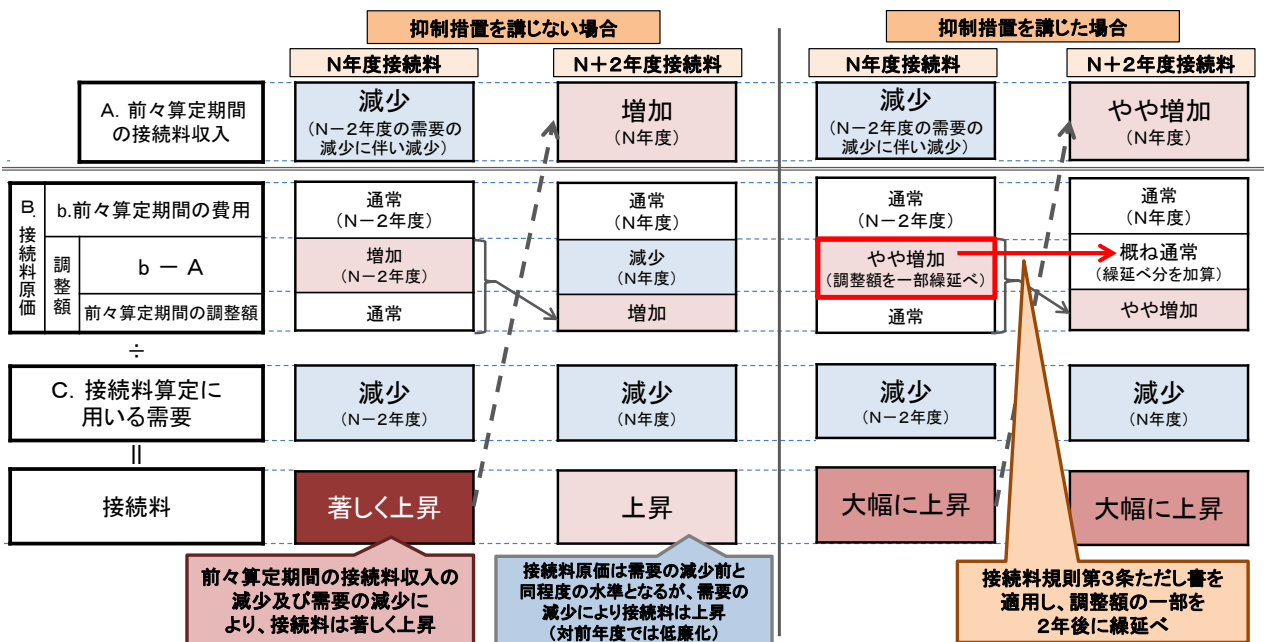 抑制措置を講じない場合
抑制措置を講じた場合
N年度接続料
N+2年度接続料
N年度接続料
N+2年度接続料
A. 前々算定期間
の接続料収入
減少
(N-2年度の需要の
減少に伴い減少)
増加
(N年度)
減少
(N-2年度の需要の
減少に伴い減少)
やや増加
(N年度)
B.接続料原価
b.前々算定期間の費用
通常
(N-2年度)
通常
(N年度)
通常
(N-2年度)
通常
(N年度)
調整額
b - A
増加
(N-2年度)
減少
(N年度)
やや増加
(調整額を一部繰延べ)
概ね通常
(繰延べ分を加算)
前々算定期間の調整額
通常
増加
通常
やや増加
÷
C. 接続料算定に
用いる需要
減少
(N-2年度)
減少
(N年度)
減少
(N-2年度)
減少
(N年度)
=
接続料
著しく上昇
上昇
大幅に上昇
大幅に上昇
前々算定期間の接続料収入の
減少及び需要の減少に
より、接続料は著しく上昇
接続料原価は需要の減少前と
同程度の水準となるが、需要の
減少により接続料は上昇
(対前年度では低廉化)
接続料規則第3条ただし書を
適用し、調整額の一部を
2年後に繰延べ